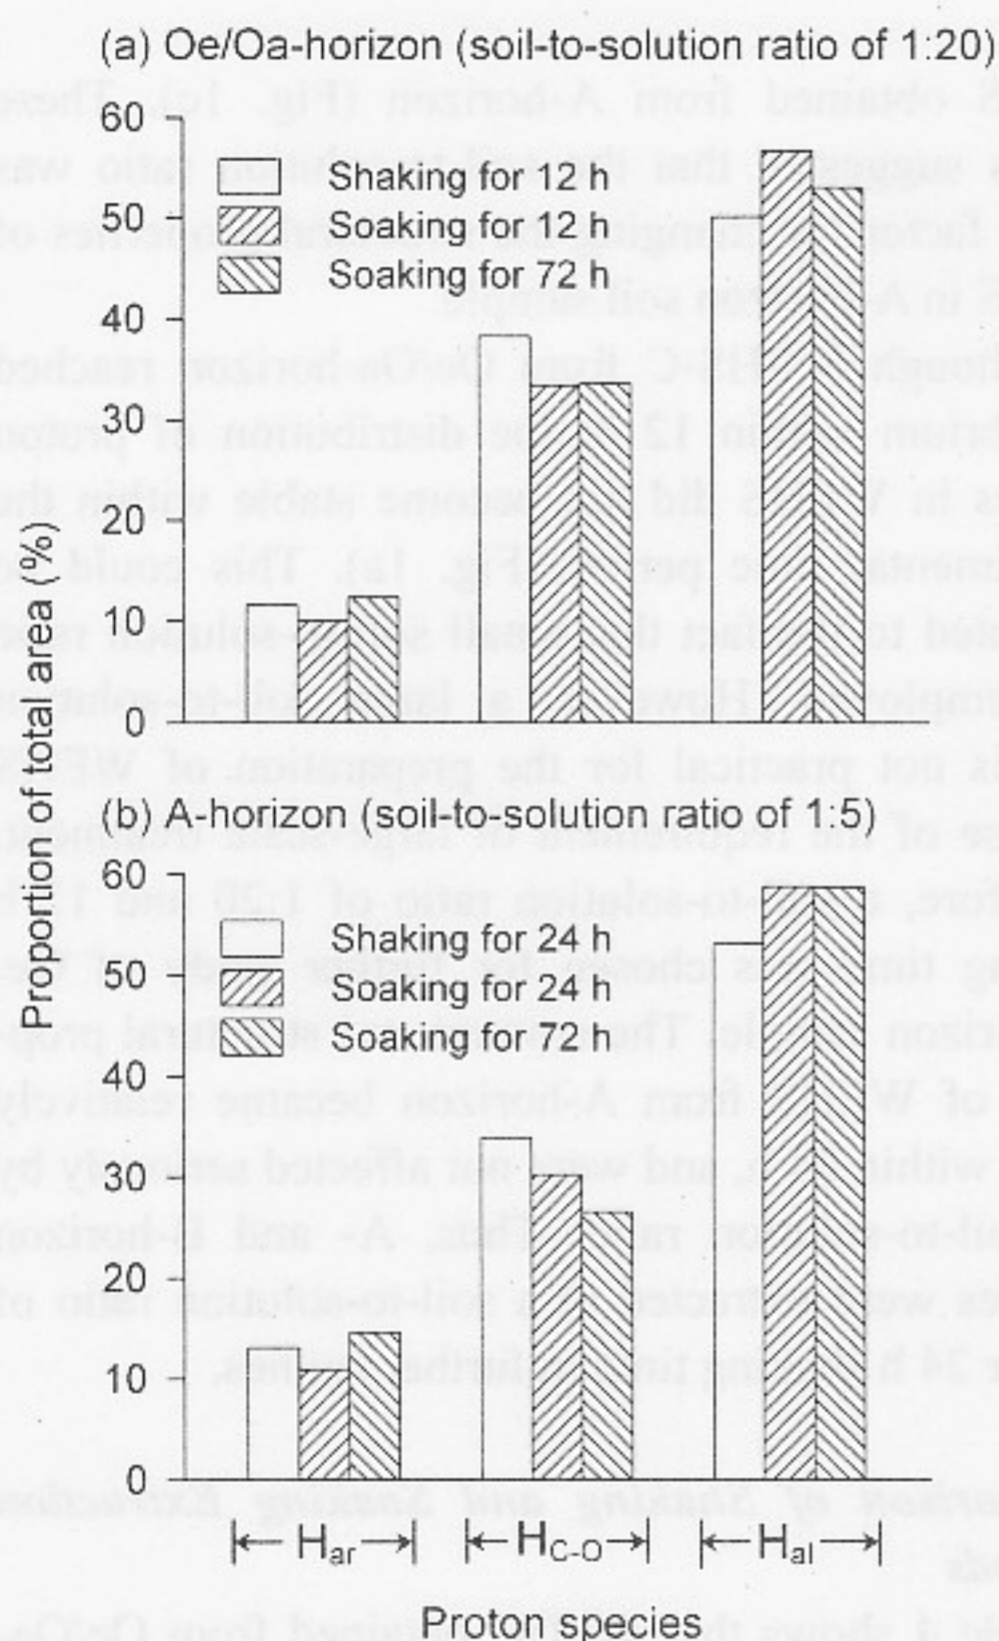 (a) Oe/Oa-horizon (soil-to-solution ratio of 1:20)
60
50
40
30
20
10
0
Shaking for 12 h
Soaking for 12 h
Soaking for 72 h
Proportion of total area (%)
(b) A-horizon (soil-to-solution ratio of 1:5)
60
50
40
30
20
10
0
Shaking for 24 h
Soaking for 24 h
Soaking for 72 h
Har
HC-O
Hal
Proton species